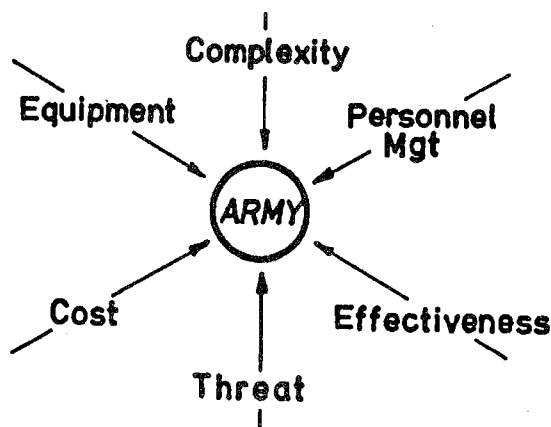 Complexity
Equipment
Personnel
Mgt
ARMY
Cost
Effectiveness
Threat